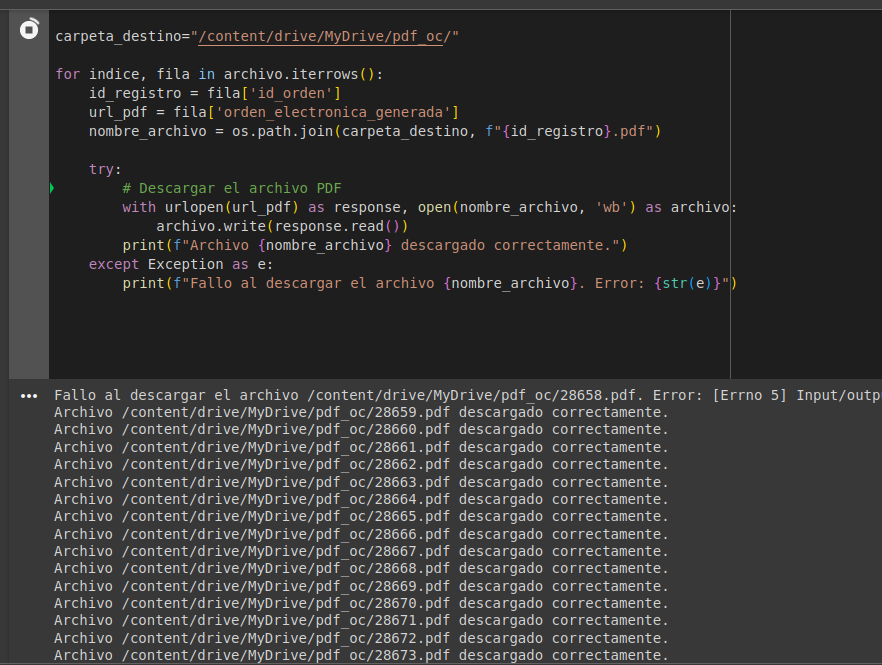 carpeta_destino="/content/drive/MyDrive/pdf_oc/"
for indice, fila in archivo.iterrows():
    id_registro = fila['id_orden']
    url_pdf = fila['orden_electronica_generada']
    nombre_archivo = os.path.join(carpeta_destino, f"{id_registro}.pdf")
    try:
        # Descargar el archivo PDF
        with urlopen(url_pdf) as response, open(nombre_archivo, 'wb') as archivo:
            archivo.write(response.read())
        print(f"Archivo {nombre_archivo} descargado correctamente.")
    except Exception as e:
        print(f"Fallo al descargar el archivo {nombre_archivo}. Error: {str(e)}")
Fallo al descargar el archivo /content/drive/MyDrive/pdf_oc/28658.pdf. Error: [Errno 5] Input/outp
Archivo /content/drive/MyDrive/pdf_oc/28659.pdf descargado correctamente.
Archivo /content/drive/MyDrive/pdf_oc/28660.pdf descargado correctamente.
Archivo /content/drive/MyDrive/pdf_oc/28661.pdf descargado correctamente.
Archivo /content/drive/MyDrive/pdf_oc/28662.pdf descargado correctamente.
Archivo /content/drive/MyDrive/pdf_oc/28663.pdf descargado correctamente.
Archivo /content/drive/MyDrive/pdf_oc/28664.pdf descargado correctamente.
Archivo /content/drive/MyDrive/pdf_oc/28665.pdf descargado correctamente.
Archivo /content/drive/MyDrive/pdf_oc/28666.pdf descargado correctamente.
Archivo /content/drive/MyDrive/pdf_oc/28667.pdf descargado correctamente.
Archivo /content/drive/MyDrive/pdf_oc/28668.pdf descargado correctamente.
Archivo /content/drive/MyDrive/pdf_oc/28669.pdf descargado correctamente.
Archivo /content/drive/MyDrive/pdf_oc/28670.pdf descargado correctamente.
Archivo /content/drive/MyDrive/pdf_oc/28671.pdf descargado correctamente.
Archivo /content/drive/MyDrive/pdf_oc/28672.pdf descargado correctamente.
Archivo /content/drive/MyDrive/pdf_oc/28673.pdf descargado correctamente.